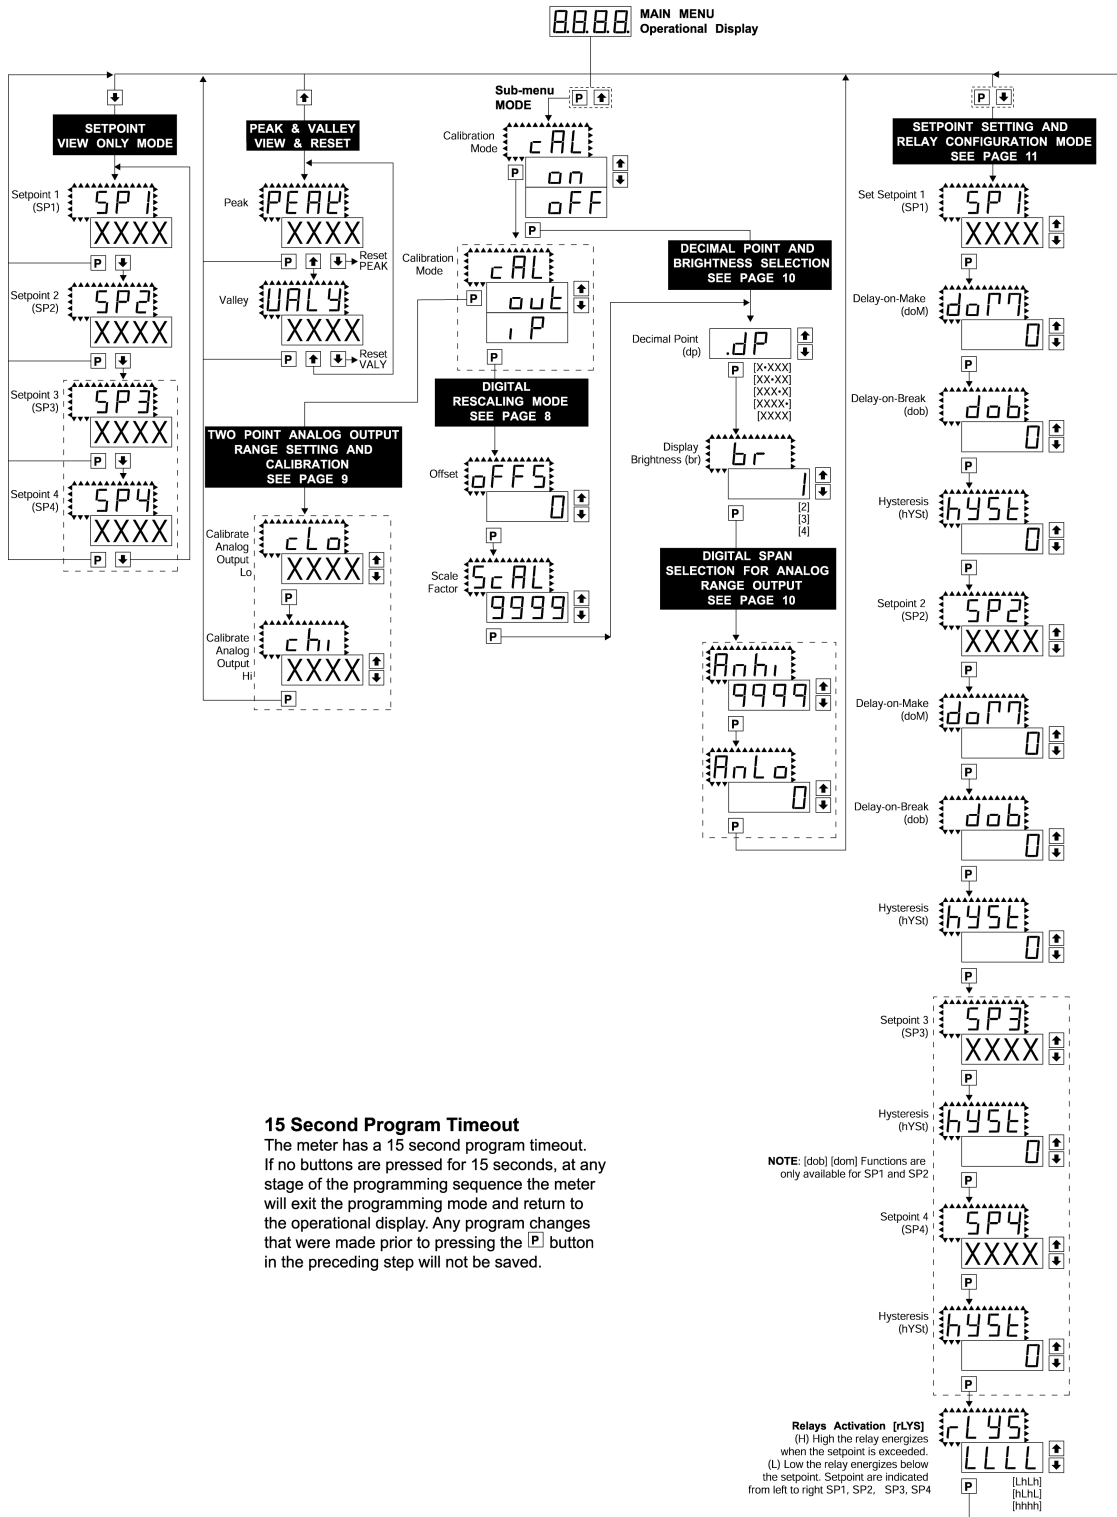 8.8.8.8.
MAIN MENU
Operational Display
Sub-menu
MODE
P
SETPOINT
VIEW ONLY MODE
Setpoint 1
(SP1)
SP1
XXXX
P
Setpoint 2
(SP2)
SP2
XXXX
P
Setpoint 3
(SP3)
SP3
XXXX
P
Setpoint 4
(SP4)
SP4
XXXX
P
PEAK & VALLEY
VIEW & RESET
Peak
PEAK
XXXX
P
Reset
PEAK
Valley
VALY
XXXX
P
Reset
VALY
Calibration
Mode
cAL
on
oFF
P
P
Calibration
Mode
cAL
out
iP
P
P
TWO POINT ANALOG OUTPUT
RANGE SETTING AND
CALIBRATION
SEE PAGE 9
Calibrate
Analog
Output
Lo
cLo
XXXX
P
Calibrate
Analog
Output
Hi
chi
XXXX
P
DIGITAL
RESCALING MODE
SEE PAGE 8
Offset
oFFS
0
P
Scale
Factor
ScAL
9999
P
DECIMAL POINT AND
BRIGHTNESS SELECTION
SEE PAGE 10
Decimal Point
(dp)
.dP
P
[X•XXX]
[XX•XX]
[XXX•X]
[XXXX•]
[XXXX]
Display
Brightness (br)
br
1
[2]
[3]
[4]
P
DIGITAL SPAN
SELECTION FOR ANALOG
RANGE OUTPUT
SEE PAGE 10
Anhi
9999
P
AnLo
0
P
P
SETPOINT SETTING AND
RELAY CONFIGURATION MODE
SEE PAGE 11
Set Setpoint 1
(SP1)
SP1
XXXX
P
Delay-on-Make
(doM)
doM
0
P
Delay-on-Break
(dob)
dob
0
P
Hysteresis
(hYSt)
hYSt
0
P
Setpoint 2
(SP2)
SP2
XXXX
P
Delay-on-Make
(doM)
doM
0
P
Delay-on-Break
(dob)
dob
0
P
Hysteresis
(hYSt)
hYSt
0
P
Setpoint 3
(SP3)
SP3
XXXX
P
Hysteresis
(hYSt)
hYSt
0
NOTE: [dob] [dom] Functions are
only available for SP1 and SP2
P
Setpoint 4
(SP4)
SP4
XXXX
P
Hysteresis
(hYSt)
hYSt
0
P
Relays Activation [rLYS]
(H) High the relay energizes
when the setpoint is exceeded.
(L) Low the relay energizes below
the setpoint. Setpoint are indicated
from left to right SP1, SP2, SP3, SP4
rLYS
LLLL
P
[LhLh]
[hLhL]
[hhhh]
15 Second Program Timeout
The meter has a 15 second program timeout.
If no buttons are pressed for 15 seconds, at any
stage of the programming sequence the meter
will exit the programming mode and return to
the operational display. Any program changes
that were made prior to pressing the P button
in the preceding step will not be saved.